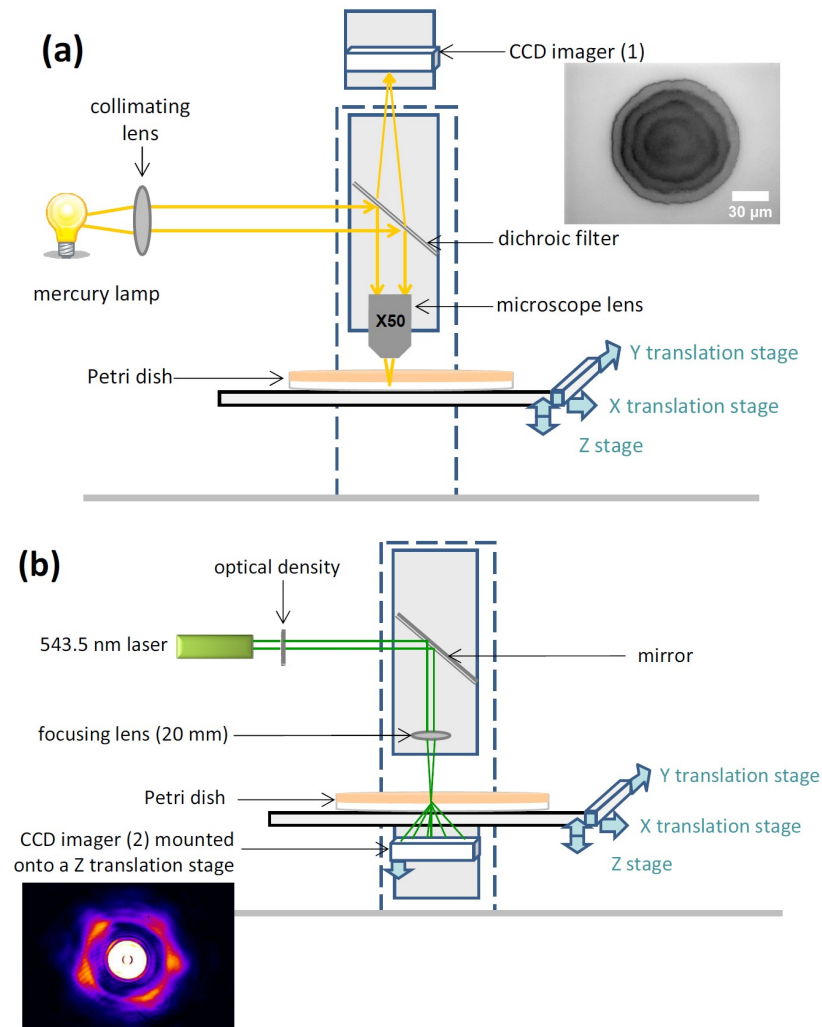 (a)
CCD imager (1)
collimating
lens
30 µm
dichroic filter
mercury lamp
microscope lens
X50
Petri dish
Y translation stage
X translation stage
Z stage
(b)
optical density
543.5 nm laser
mirror
focusing lens (20 mm)
Petri dish
Y translation stage
X translation stage
CCD imager (2) mounted
onto a Z translation stage
Z stage